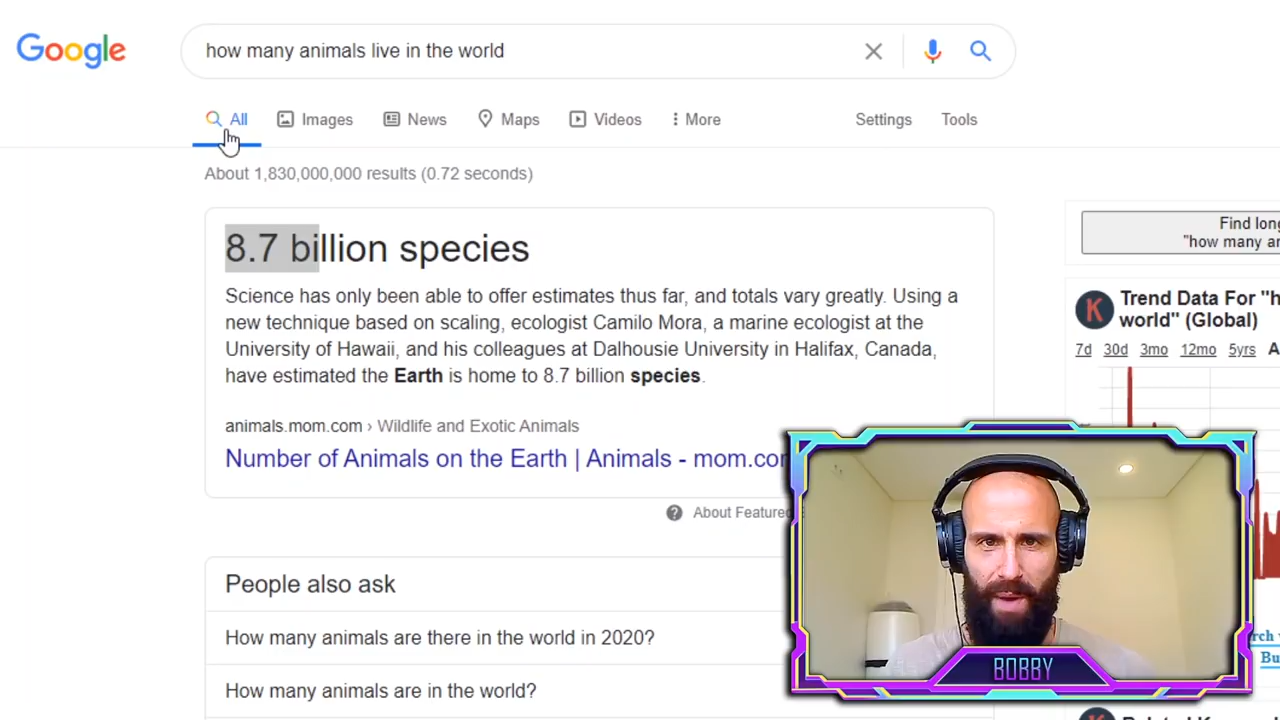 Google
how many animals live in the world
All
Images
News
Maps
Videos
More
Settings
Tools
About 1,830,000,000 results (0.72 seconds)
8.7 billion species
Science has only been able to offer estimates thus far, and totals vary greatly. Using a
new technique based on scaling, ecologist Camilo Mora, a marine ecologist at the
University of Hawaii, and his colleagues at Dalhousie University in Halifax, Canada,
have estimated the Earth is home to 8.7 billion species.
animals.mom.com › Wildlife and Exotic Animals
Number of Animals on the Earth | Animals - mom.co
About Feature
People also ask
How many animals are there in the world in 2020?
How many animals are in the world?
Find lon
"how many a
K
Trend Data For "h
world" (Global)
7d 30d 3mo 12mo 5yrs A
BOBBY